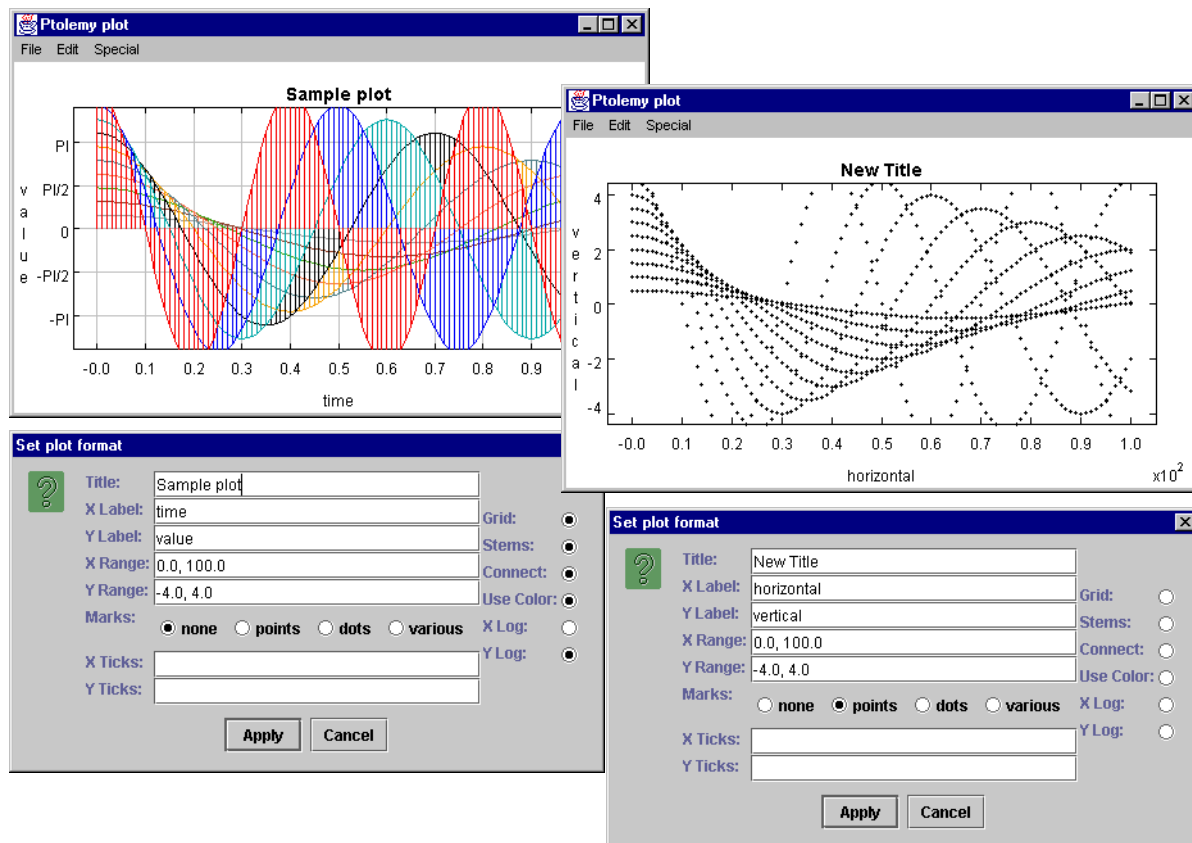 Ptolemy plot
File Edit Special
Sample plot
value
PI
PI/2
0
-PI/2
-PI
-0.0 0.1 0.2 0.3 0.4 0.5 0.6 0.7 0.8 0.9
time
Ptolemy plot
File Edit Special
New Title
vertical
4
2
0
-2
-4
-0.0 0.1 0.2 0.3 0.4 0.5 0.6 0.7 0.8 0.9 1.0
horizontal
x10²
Set plot format
Title: Sample plot
X Label: time
Y Label: value
X Range: 0.0, 100.0
Y Range: -4.0, 4.0
Marks: none points dots various
X Ticks:
Y Ticks:
Grid:
Stems:
Connect:
Use Color:
X Log:
Y Log:
Apply Cancel
Set plot format
Title: New Title
X Label: horizontal
Y Label: vertical
X Range: 0.0, 100.0
Y Range: -4.0, 4.0
Marks: none points dots various
X Ticks:
Y Ticks:
Grid:
Stems:
Connect:
Use Color:
X Log:
Y Log:
Apply Cancel